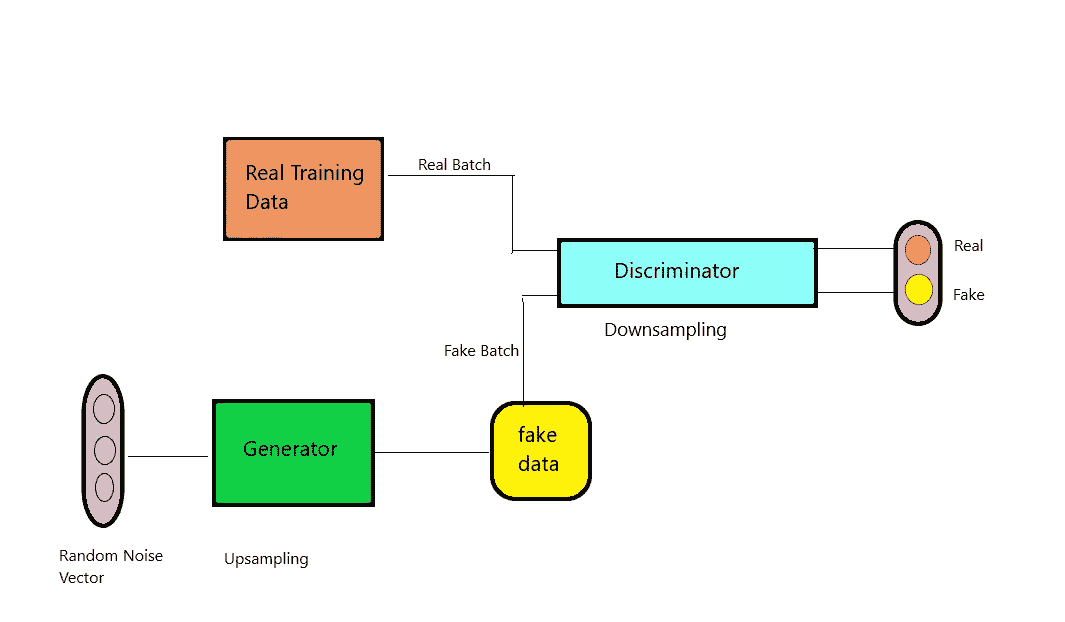 Real Training
Data
Real Batch
Discriminator
Real
Fake
Downsampling
Fake Batch
Generator
fake
data
Random Noise
Vector
Upsampling